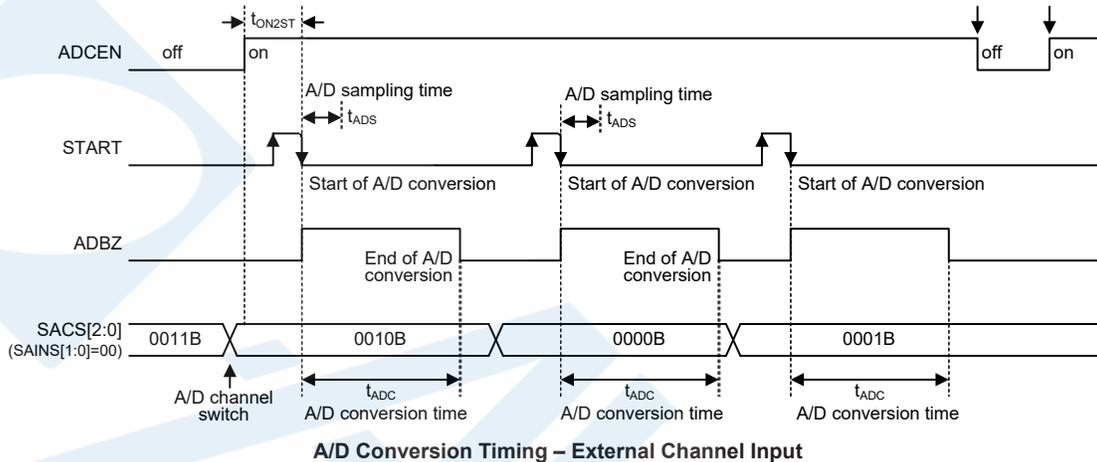 tON2ST
ADCEN off on off on
A/D sampling time A/D sampling time
tADS tADS
START
Start of A/D conversion Start of A/D conversion Start of A/D conversion
ADBZ
End of A/D conversion End of A/D conversion
SACS[2:0]
(SAINS[1:0]=00)
0011B 0010B 0000B 0001B
A/D channel
switch
tADC tADC tADC
A/D conversion time A/D conversion time A/D conversion time
A/D Conversion Timing – External Channel Input